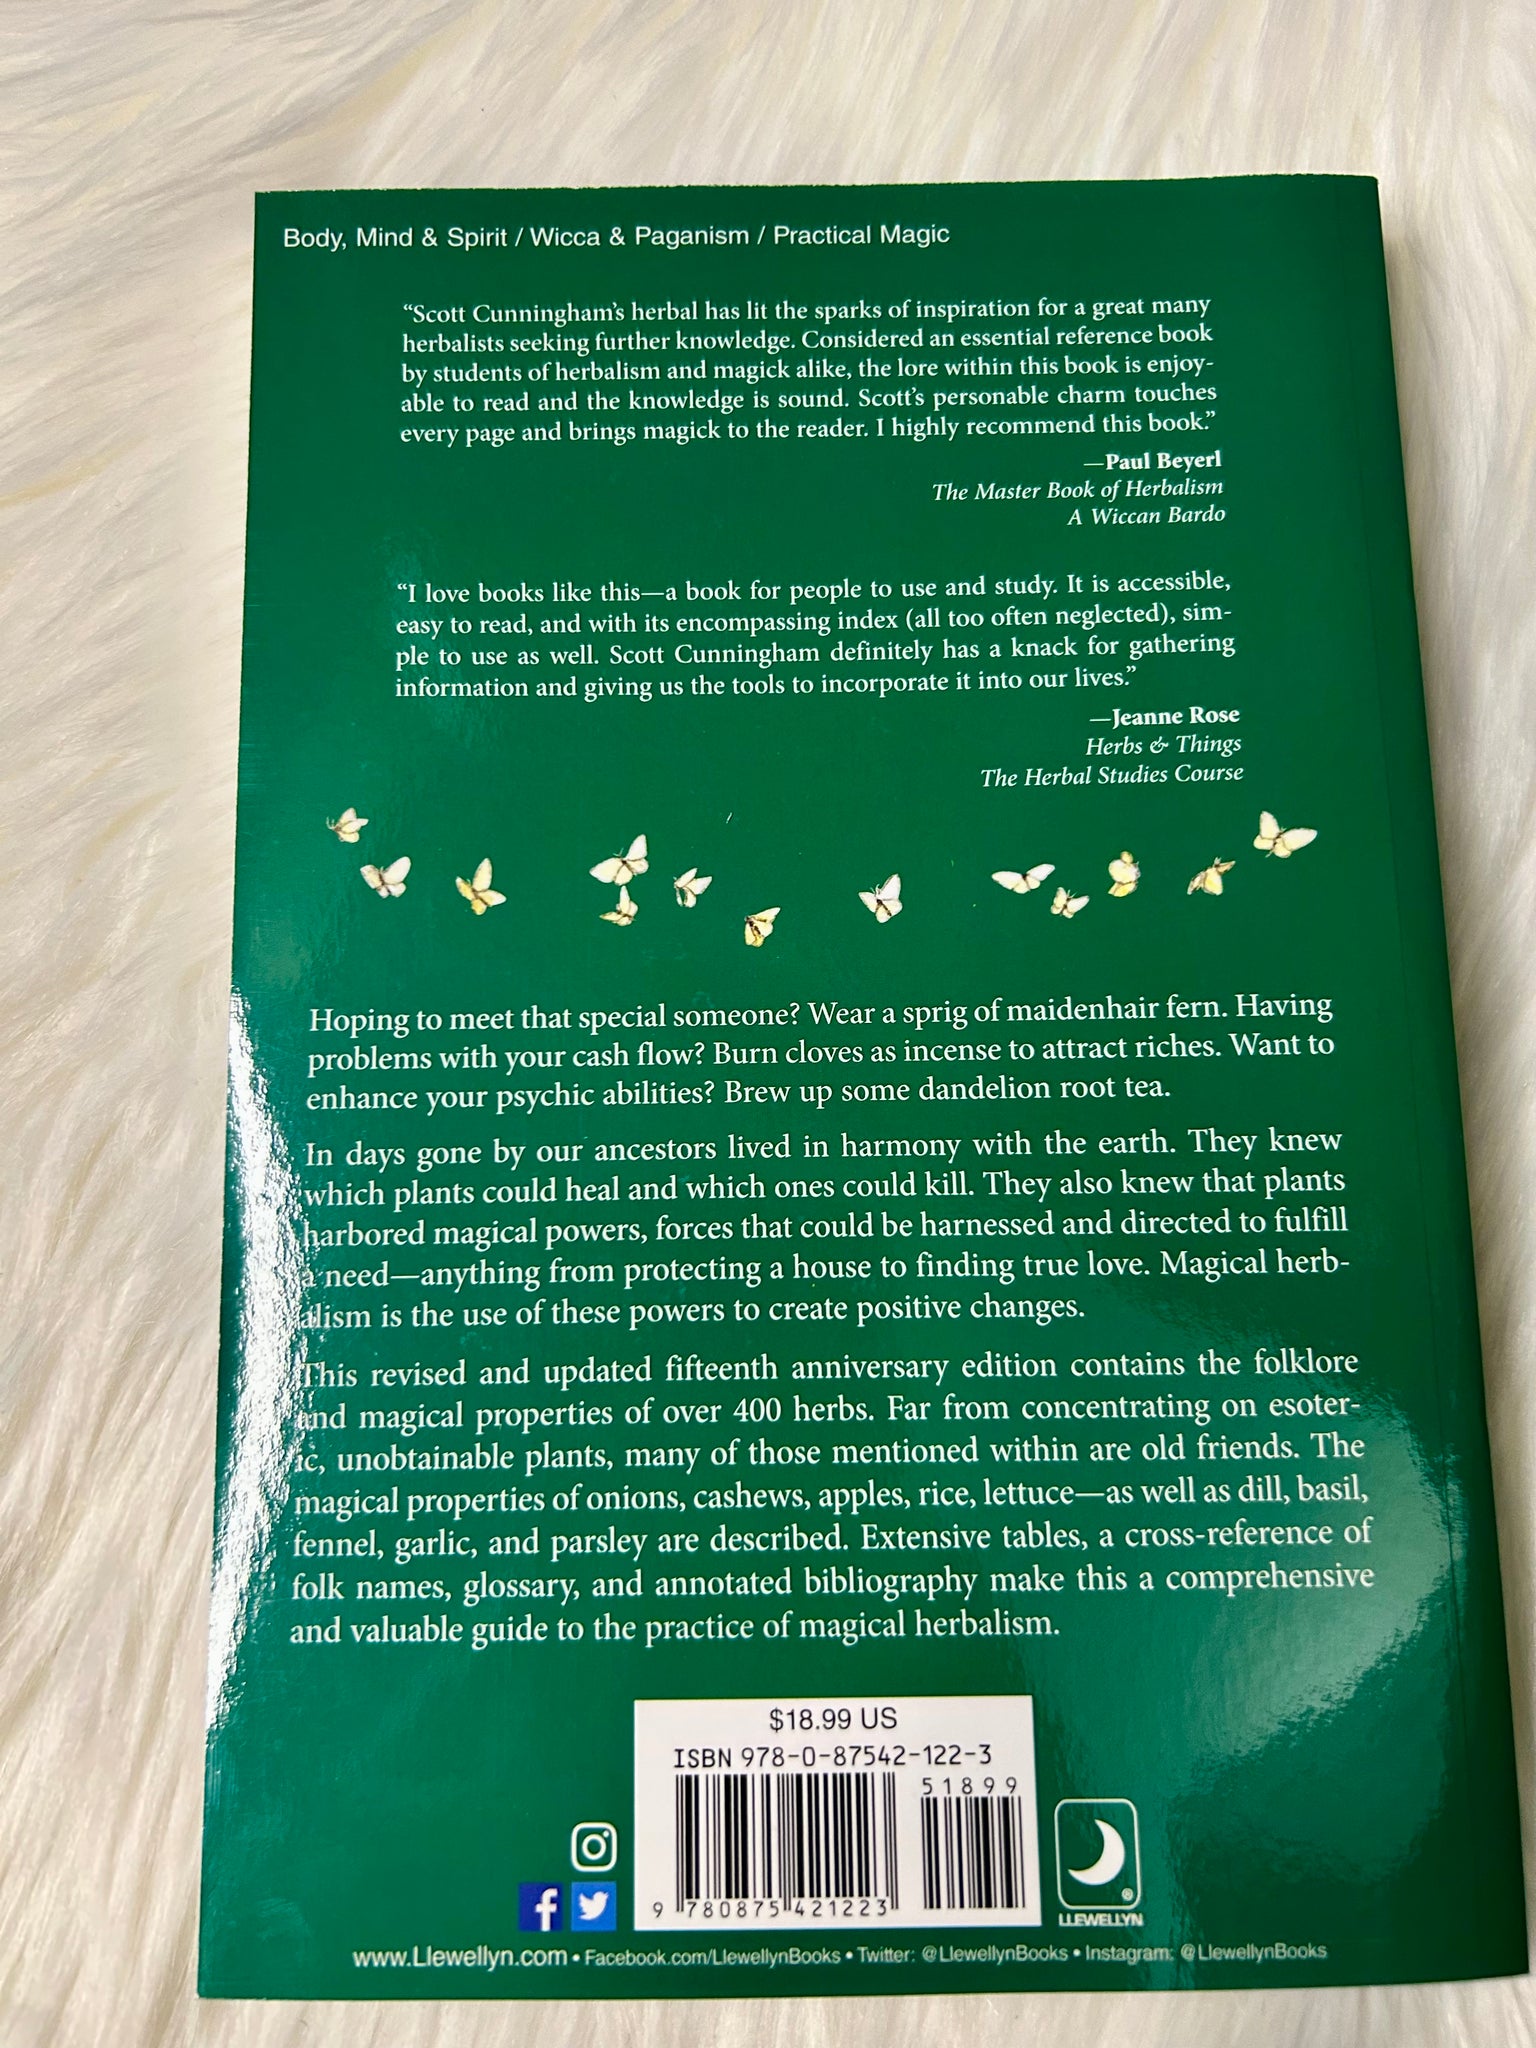 Body, Mind & Spirit / Wicca & Paganism / Practical Magic
“Scott Cunningham’s herbal has lit the sparks of inspiration for a great many
herbalists seeking further knowledge. Considered an essential reference book
by students of herbalism and magick alike, the lore within this book is enjoy-
able to read and the knowledge is sound. Scott’s personable charm touches
every page and brings magick to the reader. I highly recommend this book.”
—Paul Beyerl
The Master Book of Herbalism
A Wiccan Bardo
“I love books like this—a book for people to use and study. It is accessible,
easy to read, and with its encompassing index (all too often neglected), sim-
ple to use as well. Scott Cunningham definitely has a knack for gathering
information and giving us the tools to incorporate it into our lives.”
—Jeanne Rose
Herbs & Things
The Herbal Studies Course
Hoping to meet that special someone? Wear a sprig of maidenhair fern. Having
problems with your cash flow? Burn cloves as incense to attract riches. Want to
enhance your psychic abilities? Brew up some dandelion root tea.
In days gone by our ancestors lived in harmony with the earth. They knew
which plants could heal and which ones could kill. They also knew that plants
harbored magical powers, forces that could be harnessed and directed to fulfill
a need—anything from protecting a house to finding true love. Magical herb-
alism is the use of these powers to create positive changes.
This revised and updated fifteenth anniversary edition contains the folklore
and magical properties of over 400 herbs. Far from concentrating on esoter-
ic, unobtainable plants, many of those mentioned within are old friends. The
magical properties of onions, cashews, apples, rice, lettuce—as well as dill, basil,
fennel, garlic, and parsley are described. Extensive tables, a cross-reference of
folk names, glossary, and annotated bibliography make this a comprehensive
and valuable guide to the practice of magical herbalism.
$18.99 US
ISBN 978-0-87542-122-3
51899
9 780875 421223
®
LLEWELLYN
www.Llewellyn.com • Facebook.com/LlewellynBooks • Twitter: @LlewellynBooks • Instagram: @LlewellynBooks